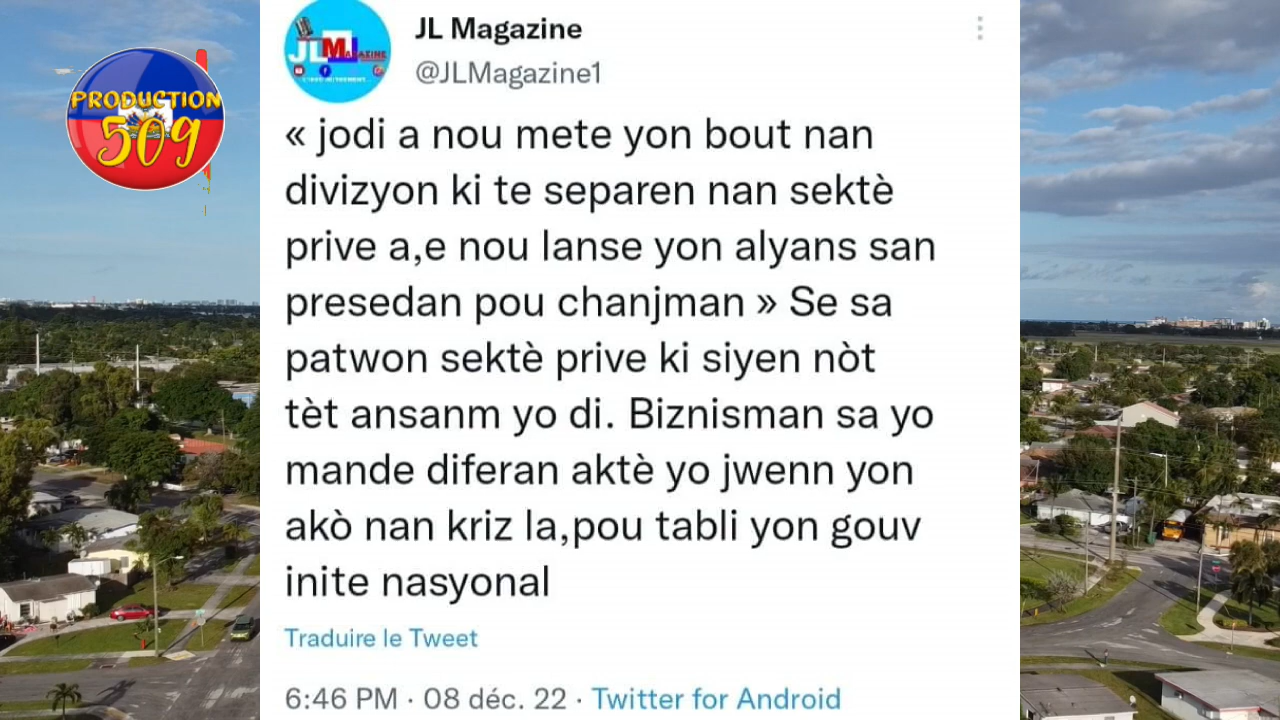 JL Magazine
@JLMagazine1
PRODUCTION
509
JLMAGAZINE
« jodi a nou mete yon bout nan
divizyon ki te separen nan sektè
prive a,e nou lanse yon alyans san
presedan pou chanjman » Se sa
patwon sektè prive ki siyen nòt
tèt ansanm yo di. Biznisman sa yo
mande diferan aktè yo jwenn yon
akò nan kriz la,pou tabli yon gouv
inite nasyonal
Traduire le Tweet
6:46 PM · 08 déc. 22 · Twitter for Android